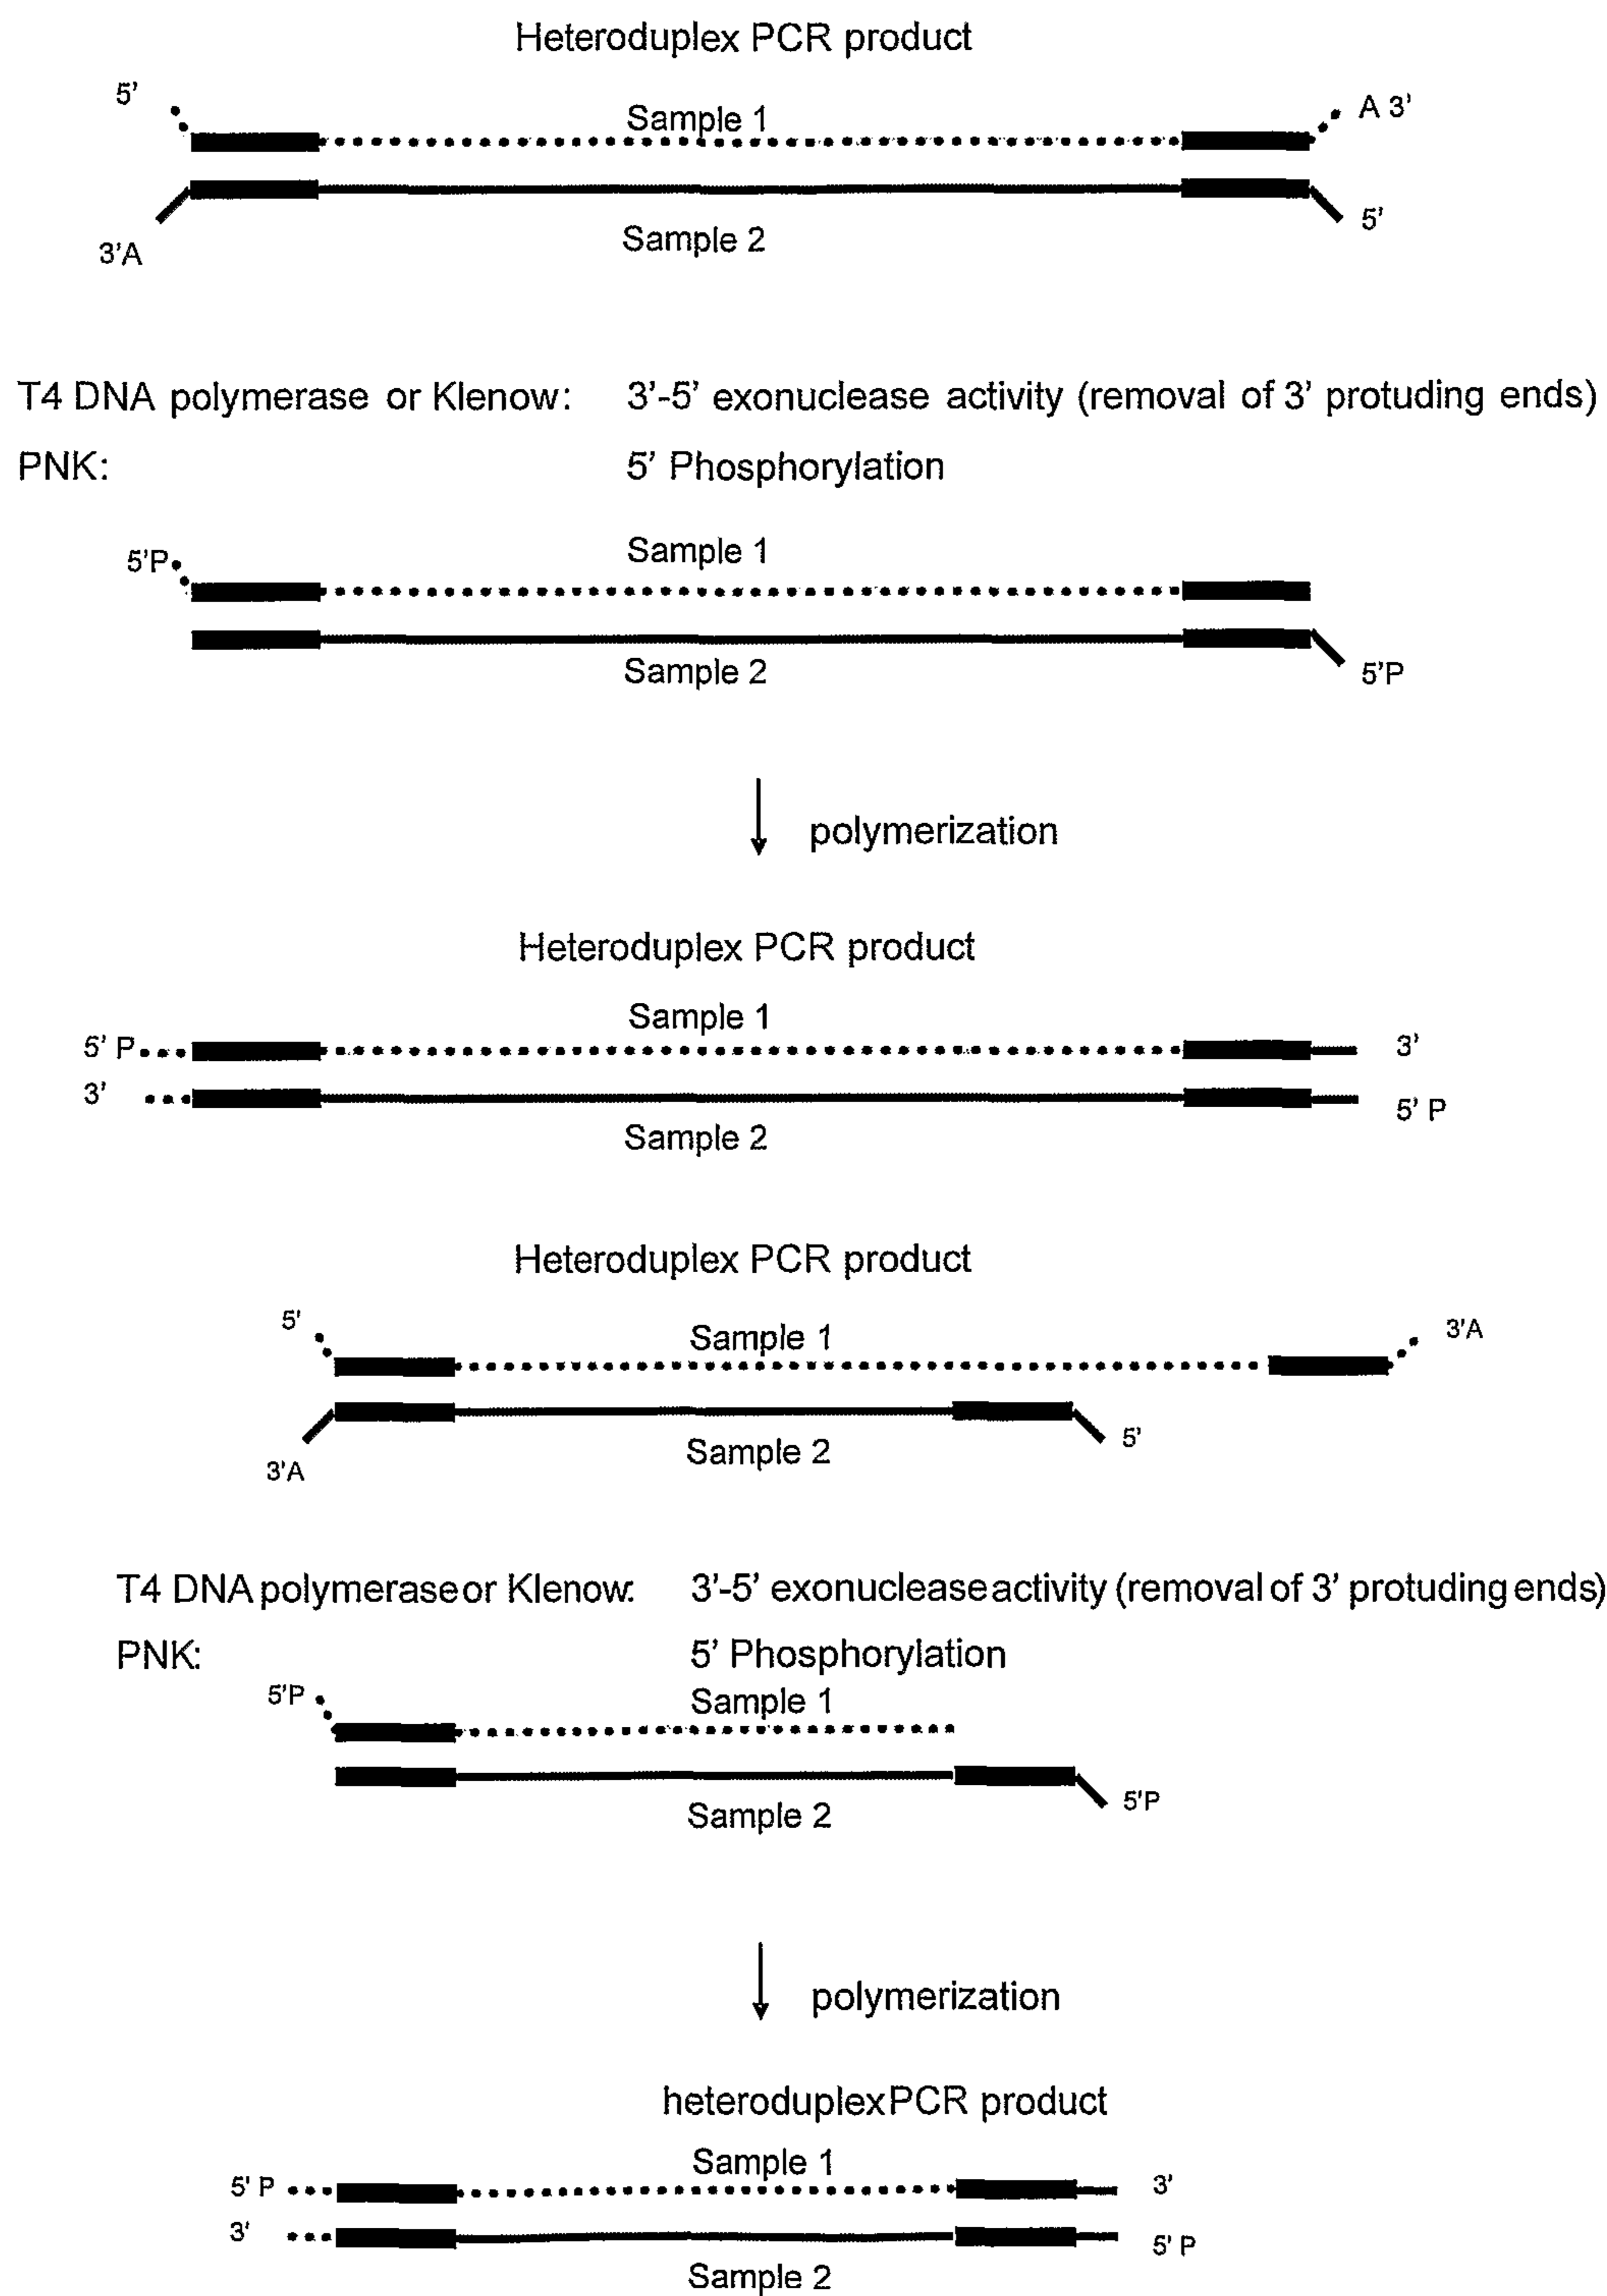 Heteroduplex PCR product
5'
Sample 1
A 3'
3'A
Sample 2
5'
T4 DNA polymerase or Klenow: 3'-5' exonuclease activity (removal of 3' protuding ends)
PNK: 5' Phosphorylation
5'P
Sample 1
Sample 2
5'P
polymerization
Heteroduplex PCR product
Sample 1
5' P
3'
3'
5' P
Sample 2
Heteroduplex PCR product
5'
Sample 1
3'A
3'A
Sample 2
5'
T4 DNA polymerase or Klenow: 3'-5' exonuclease activity (removal of 3' protuding ends)
PNK: 5' Phosphorylation
5'P
Sample 1
Sample 2
5'P
polymerization
heteroduplex PCR product
Sample 1
5' P
3'
3'
5' P
Sample 2